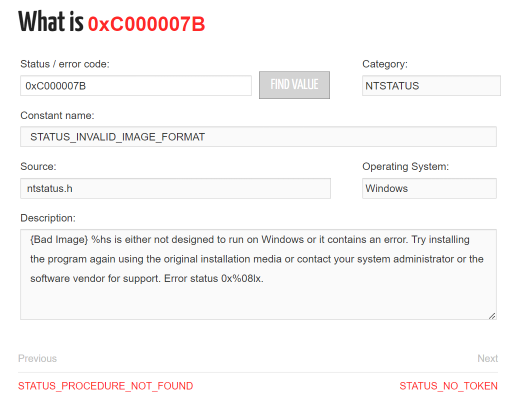 What is 0xC000007B
Status / error code:
Category:
0xC000007B
FIND VALUE
NTSTATUS
Constant name:
STATUS_INVALID_IMAGE_FORMAT
Source:
Operating System:
ntstatus.h
Windows
Description:
{Bad Image} %hs is either not designed to run on Windows or it contains an error. Try installing
the program again using the original installation media or contact your system administrator or the
software vendor for support. Error status 0x%08lx.
Previous
Next
STATUS_PROCEDURE_NOT_FOUND
STATUS_NO_TOKEN